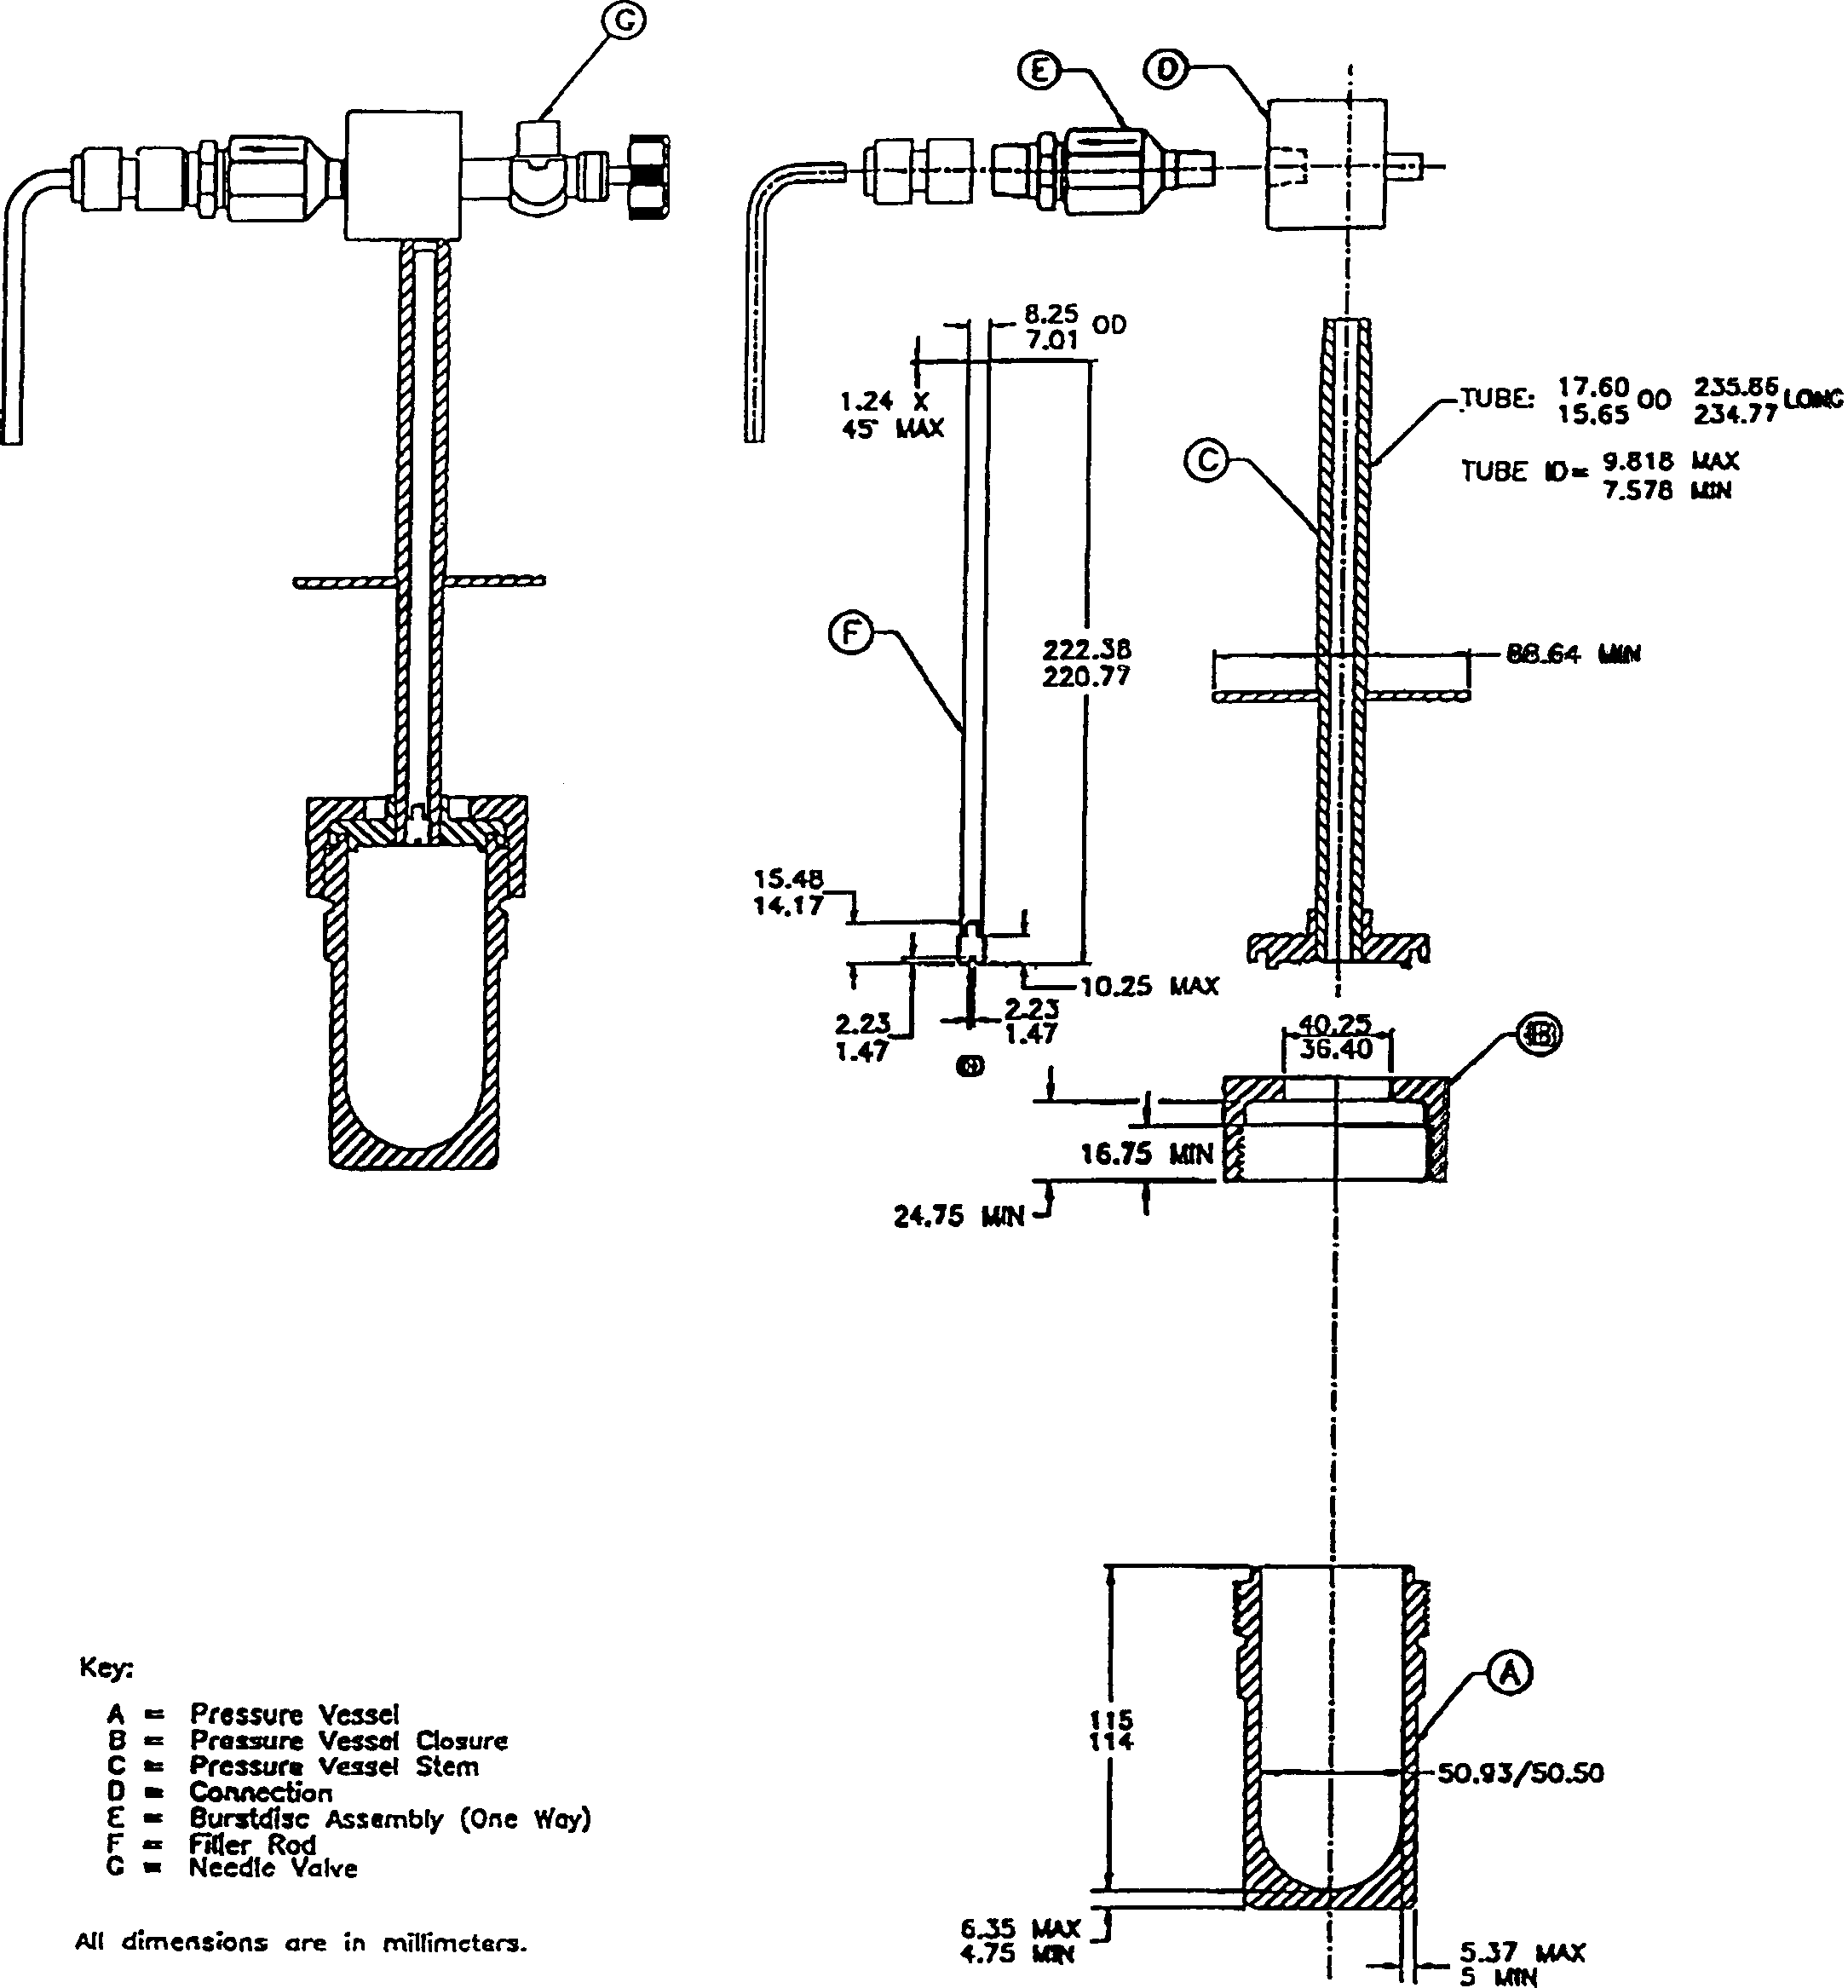 G
E
D
8.25 OD
7.01
1.24 X
45° MAX
TUBE: 17.60 OD 235.86 LONG
15.65 234.77
C
TUBE ID= 9.818 MAX
7.578 MIN
F
222.38
220.77
88.64 MIN
15.48
14.17
10.25 MAX
2.23
1.47
2.23
1.47
40.25
36.40
B
16.75 MIN
24.75 MIN
A
115
114
50.93/50.50
6.35 MAX
4.75 MIN
5.37 MAX
5 MIN
Key:
A = Pressure Vessel
B = Pressure Vessel Closure
C = Pressure Vessel Stem
D = Connection
E = Burstdisc Assembly (One Way)
F = Filler Rod
G = Needle Valve
All dimensions are in millimeters.